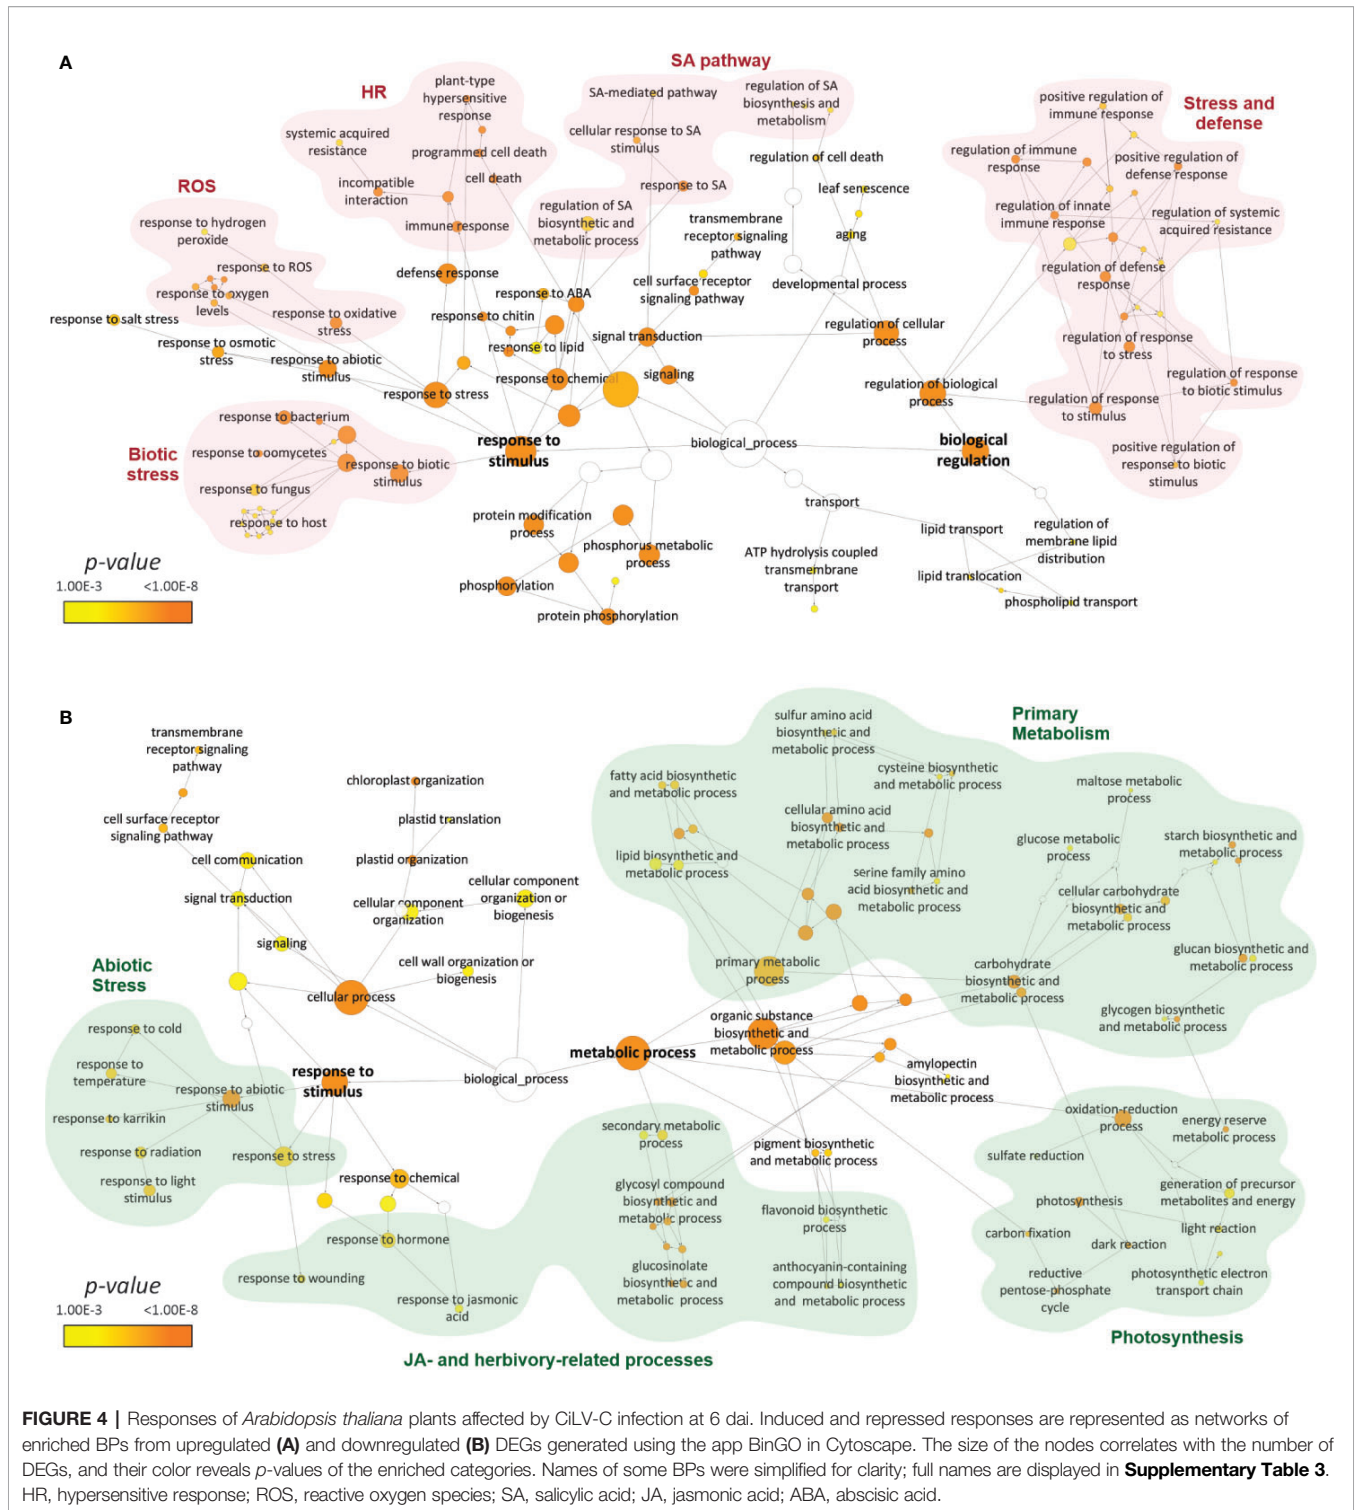 A
SA pathway
HR
plant-type
hypersensitive
response
SA-mediated pathway
regulation of SA
biosynthesis and
metabolism
positive regulation of
immune response
Stress and
defense
systemic acquired
resistance
cellular response to SA
stimulus
programmed cell death
regulation of cell death
regulation of immune
response
positive regulation of
defense response
ROS
incompatible
interaction
cell death
response to SA
leaf senescence
response to hydrogen
peroxide
immune response
regulation of SA
biosynthetic and
metabolic process
transmembrane
receptor signaling
pathway
aging
regulation of innate
immune response
regulation of systemic
acquired resistance
response to ROS
defense response
cell surface receptor
signaling pathway
developmental process
regulation of defense
response
response to oxygen
levels
response to ABA
response to salt stress
response to oxidative
stress
response to chitin
signal transduction
regulation of cellular
process
response to osmotic
stress
response to lipid
regulation of response
to stress
response to abiotic
stimulus
response to chemical
signaling
response to stress
regulation of biological
process
regulation of response
to biotic stimulus
regulation of response
to stimulus
response to bacterium
response to
stimulus
biological_process
biological
regulation
Biotic
stress
response to oomycetes
response to biotic
stimulus
positive regulation of
response to biotic
stimulus
response to fungus
transport
response to host
protein modification
process
lipid transport
regulation of
membrane lipid
distribution
phosphorus metabolic
process
ATP hydrolysis coupled
transmembrane
transport
p-value
1.00E-3 <1.00E-8
phosphorylation
lipid translocation
phospholipid transport
protein phosphorylation
B
transmembrane
receptor signaling
pathway
sulfur amino acid
biosynthetic and
metabolic process
Primary
Metabolism
chloroplast organization
fatty acid biosynthetic
and metabolic process
cysteine biosynthetic
and metabolic process
maltose metabolic
process
cell surface receptor
signaling pathway
plastid translation
cellular amino acid
biosynthetic and
metabolic process
glucose metabolic
process
starch biosynthetic and
metabolic process
cell communication
plastid organization
lipid biosynthetic and
metabolic process
serine family amino
acid biosynthetic and
metabolic process
signal transduction
cellular component
organization
cellular component
organization or
biogenesis
cellular carbohydrate
biosynthetic and
metabolic process
signaling
glucan biosynthetic and
metabolic process
Abiotic
Stress
cell wall organization or
biogenesis
primary metabolic
process
carbohydrate
biosynthetic and
metabolic process
cellular process
organic substance
biosynthetic and
metabolic process
glycogen biosynthetic
and metabolic process
response to cold
response to
temperature
response to
stimulus
biological_process
metabolic process
amylopectin
biosynthetic and
metabolic process
response to abiotic
stimulus
response to karrikin
oxidation-reduction
process
energy reserve
metabolic process
response to radiation
response to stress
secondary metabolic
process
pigment biosynthetic
and metabolic process
sulfate reduction
response to light
stimulus
response to chemical
glycosyl compound
biosynthetic and
metabolic process
flavonoid biosynthetic
process
photosynthesis
generation of precursor
metabolites and energy
response to hormone
carbon fixation
dark reaction
light reaction
response to wounding
glucosinolate
biosynthetic and
metabolic process
anthocyanin-containing
compound biosynthetic
and metabolic process
reductive
pentose-phosphate
cycle
photosynthetic electron
transport chain
p-value
1.00E-3 <1.00E-8
response to jasmonic
acid
Photosynthesis
JA- and herbivory-related processes
FIGURE 4 | Responses of Arabidopsis thaliana plants affected by CiLV-C infection at 6 dai. Induced and repressed responses are represented as networks of
enriched BPs from upregulated (A) and downregulated (B) DEGs generated using the app BinGO in Cytoscape. The size of the nodes correlates with the number of
DEGs, and their color reveals p-values of the enriched categories. Names of some BPs were simplified for clarity; full names are displayed in Supplementary Table 3.
HR, hypersensitive response; ROS, reactive oxygen species; SA, salicylic acid; JA, jasmonic acid; ABA, abscisic acid.